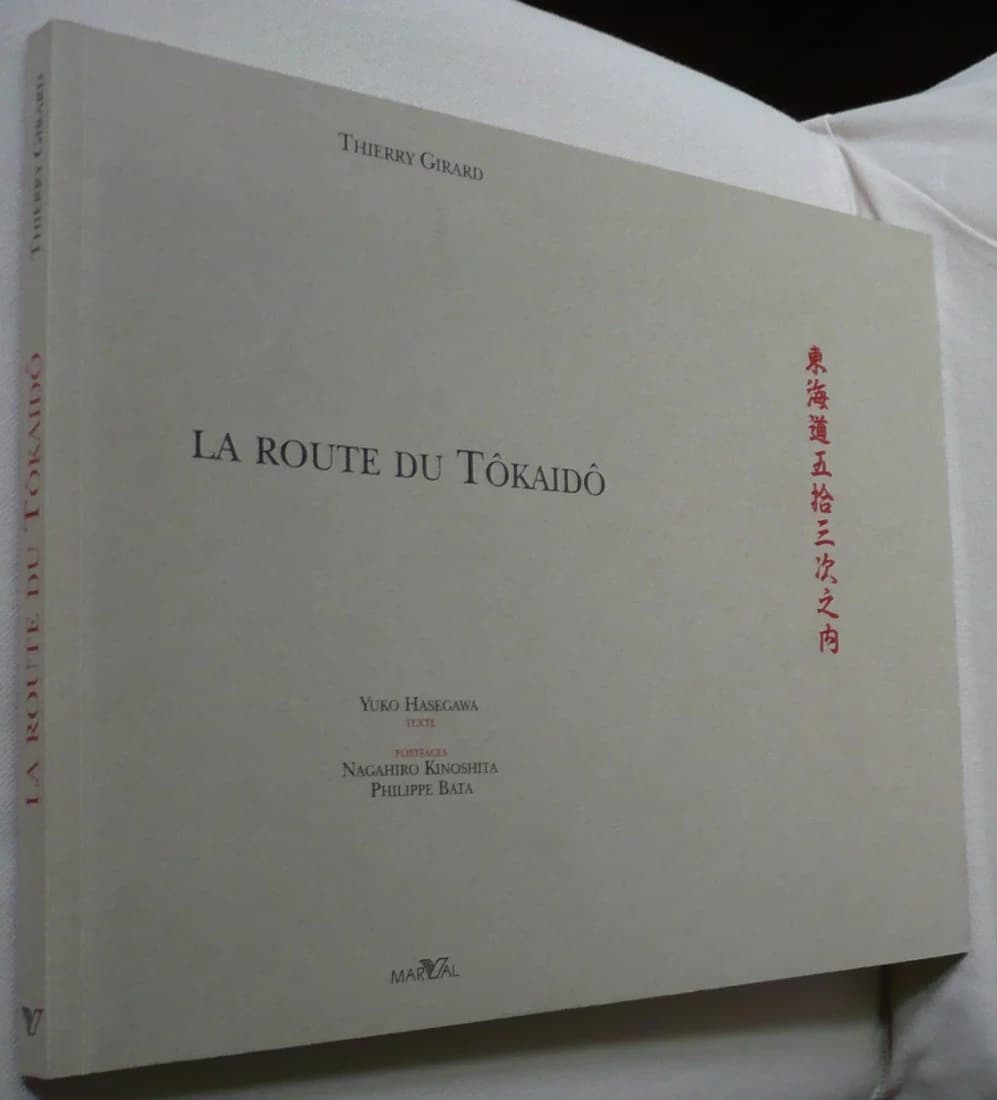 THIERRY GIRARD
LA ROUTE DU TÔKAIDÔ
THIERRY GIRARD
LA ROUTE DU TÔKAIDÔ
東海道五拾三次之内
YUKO HASEGAWA
TEXTE
POSTFACES
NAGAHIRO KINOSHITA
PHILIPPE BATA
MARVAL
V